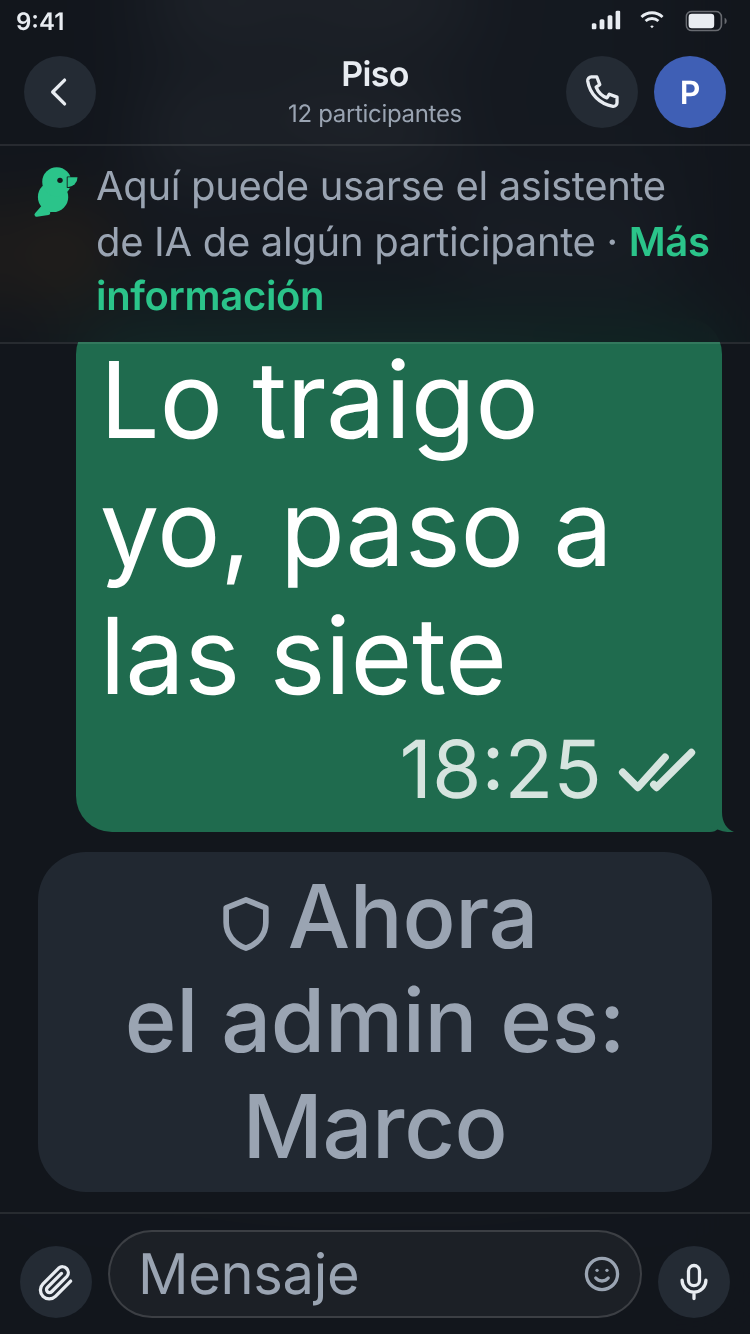 9:41
Piso
12 participantes
P
Aquí puede usarse el asistente
de IA de algún participante · Más
información
Lo traigo
yo, paso a
las siete
18:25
Ahora
el admin es:
Marco
Mensaje